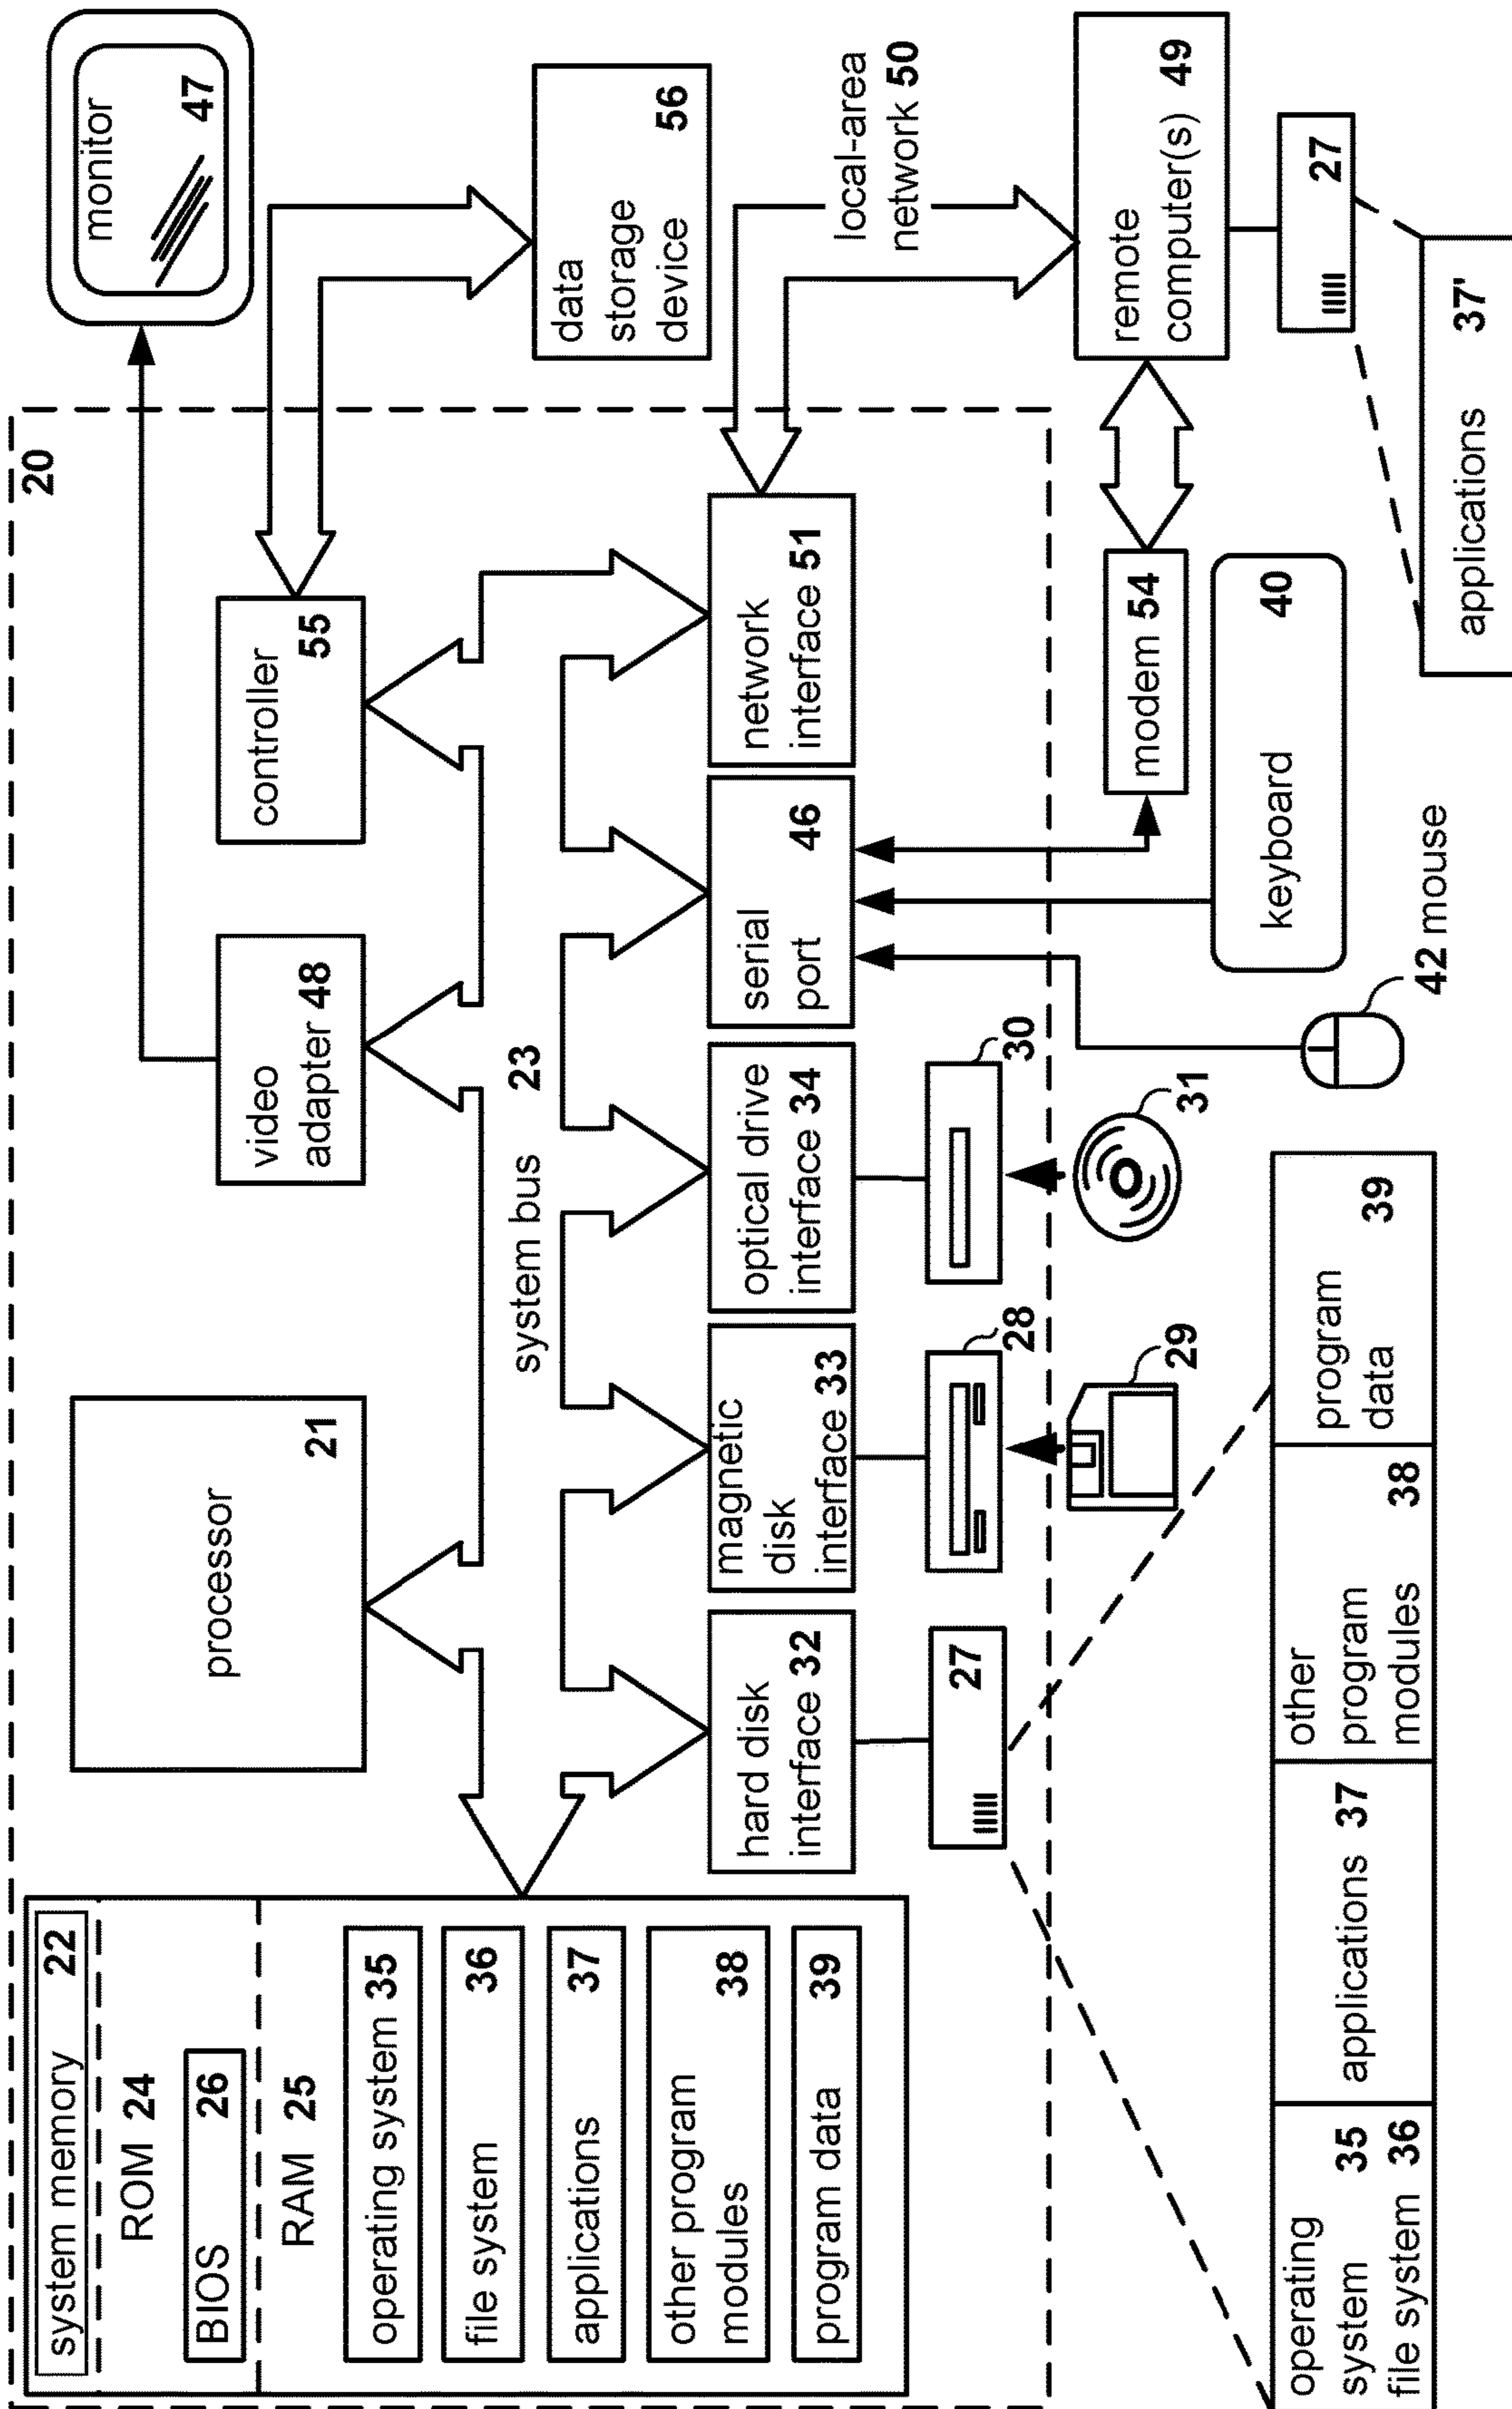 20
system memory 22
ROM 24
BIOS 26
RAM 25
operating system 35
file system 36
applications 37
other program
modules 38
program data 39
processor
21
video
adapter 48
controller
55
monitor
47
system bus 23
data
storage
device 56
hard disk
interface 32
magnetic
disk
interface 33
optical drive
interface 34
serial
port 46
network
interface 51
local-area
network 50
27
28
30
29
31
modem 54
remote
computer(s) 49
keyboard 40
42 mouse
27
operating
system 35
file system 36
applications 37
other
program
modules 38
program
data 39
applications 37'